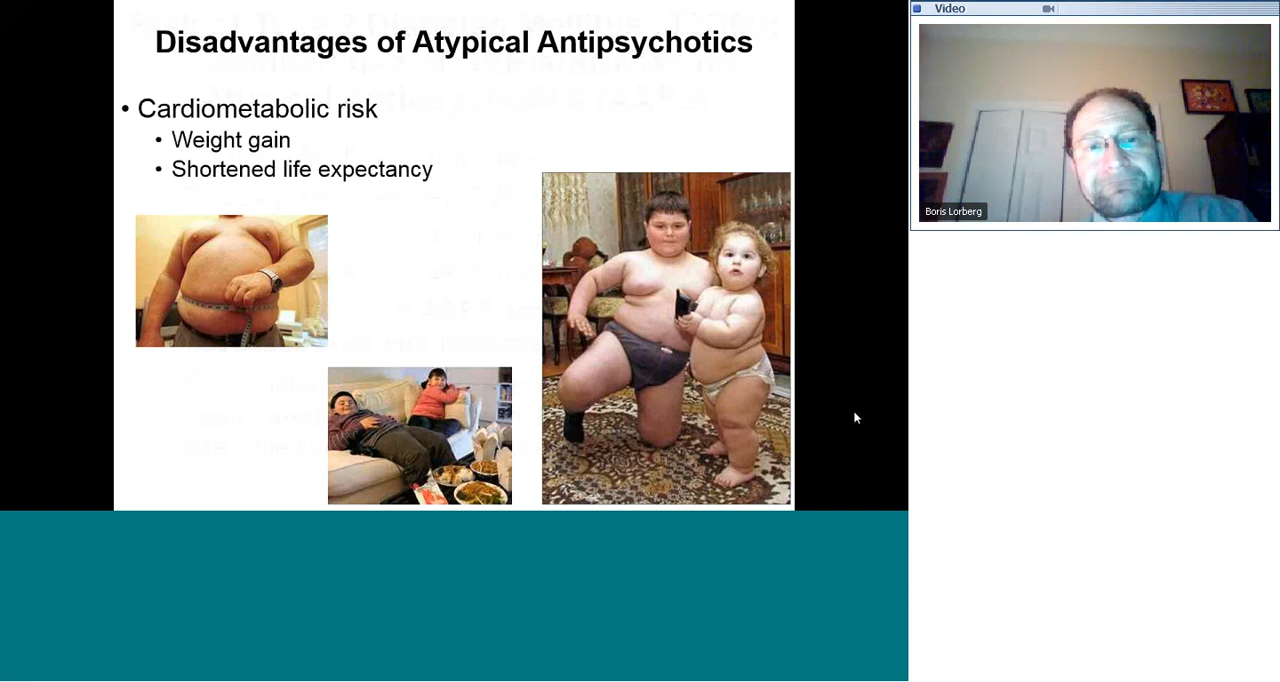 Disadvantages of Atypical Antipsychotics
• Cardiometabolic risk
• Weight gain
• Shortened life expectancy
Video
Boris Lorberg